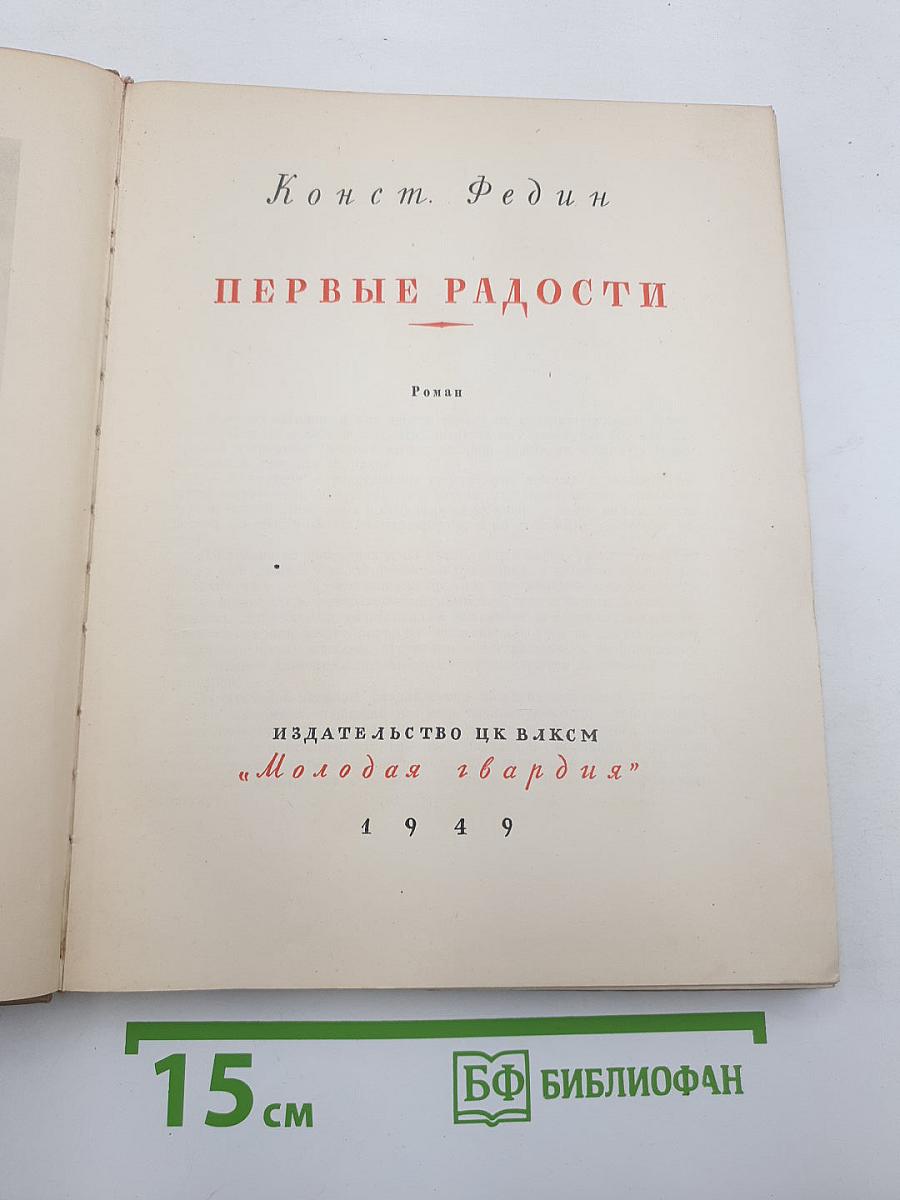 Конст. Федин
ПЕРВЫЕ РАДОСТИ
Роман
ИЗДАТЕЛЬСТВО ЦК ВЛКСМ
„Молодая гвардия”
1949
15 см
БФ БИБЛИОФАН